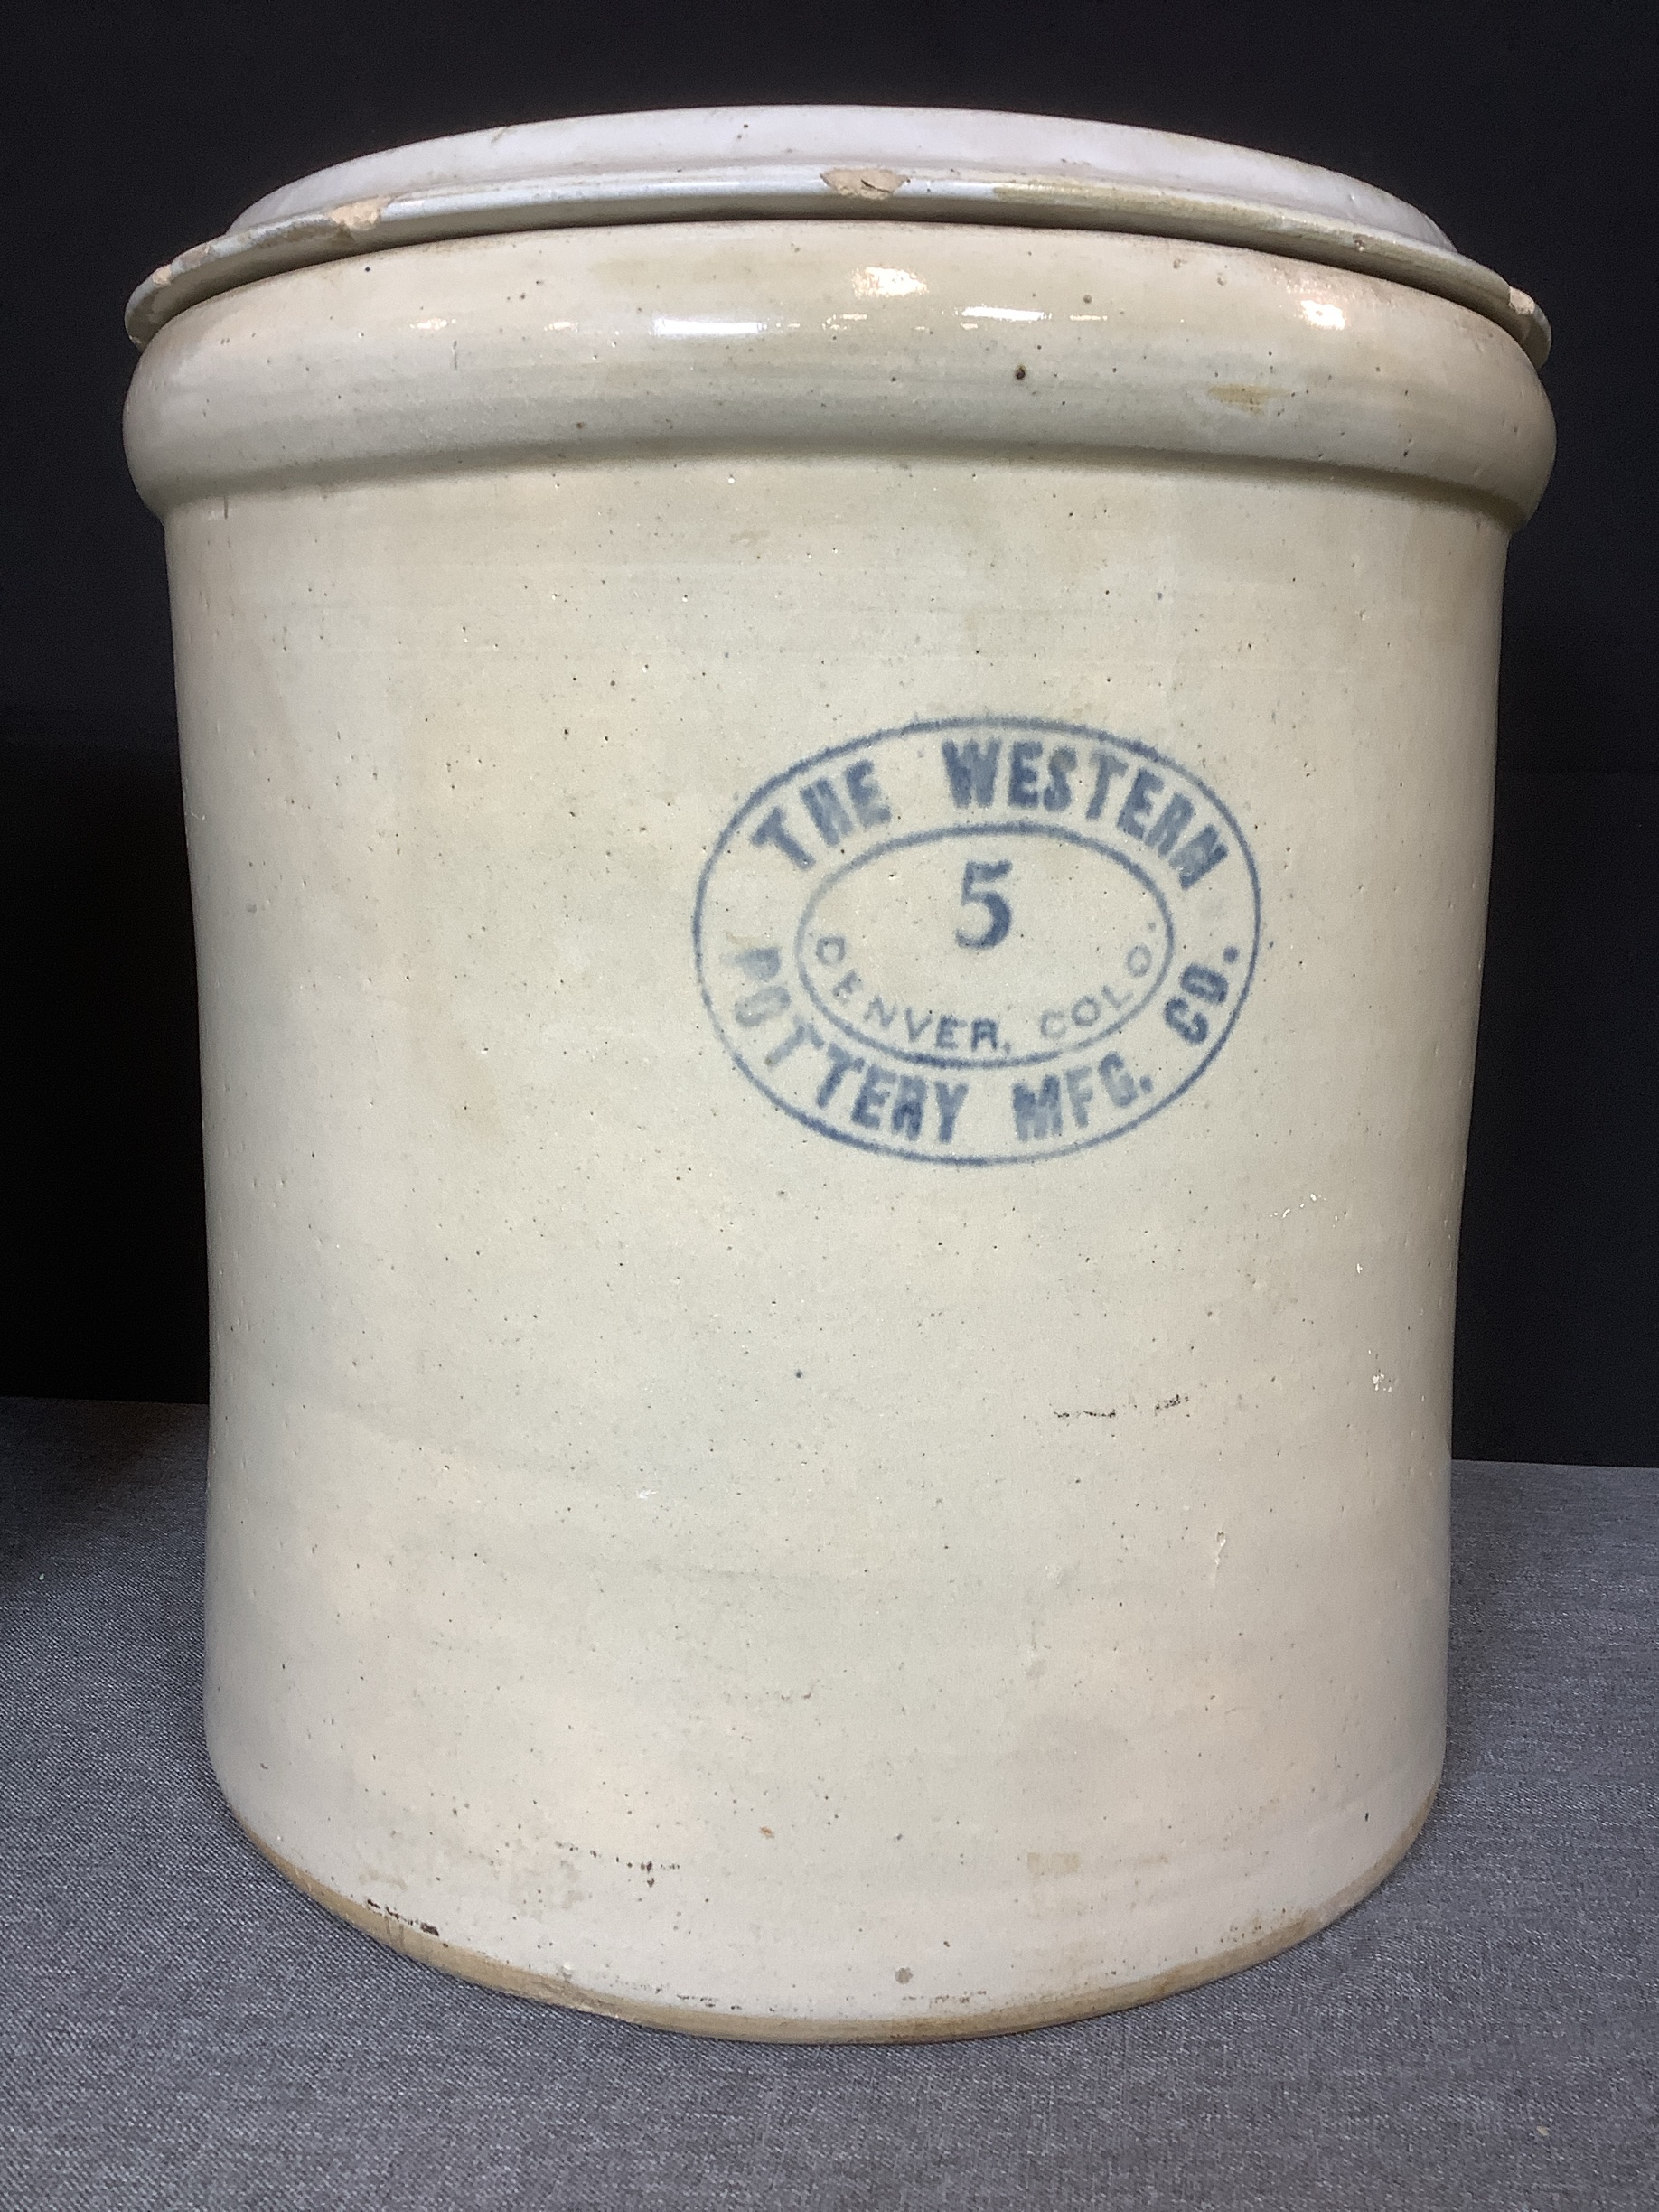 THE WESTERN
5
DENVER, COLO.
POTTERY MFG. CO.